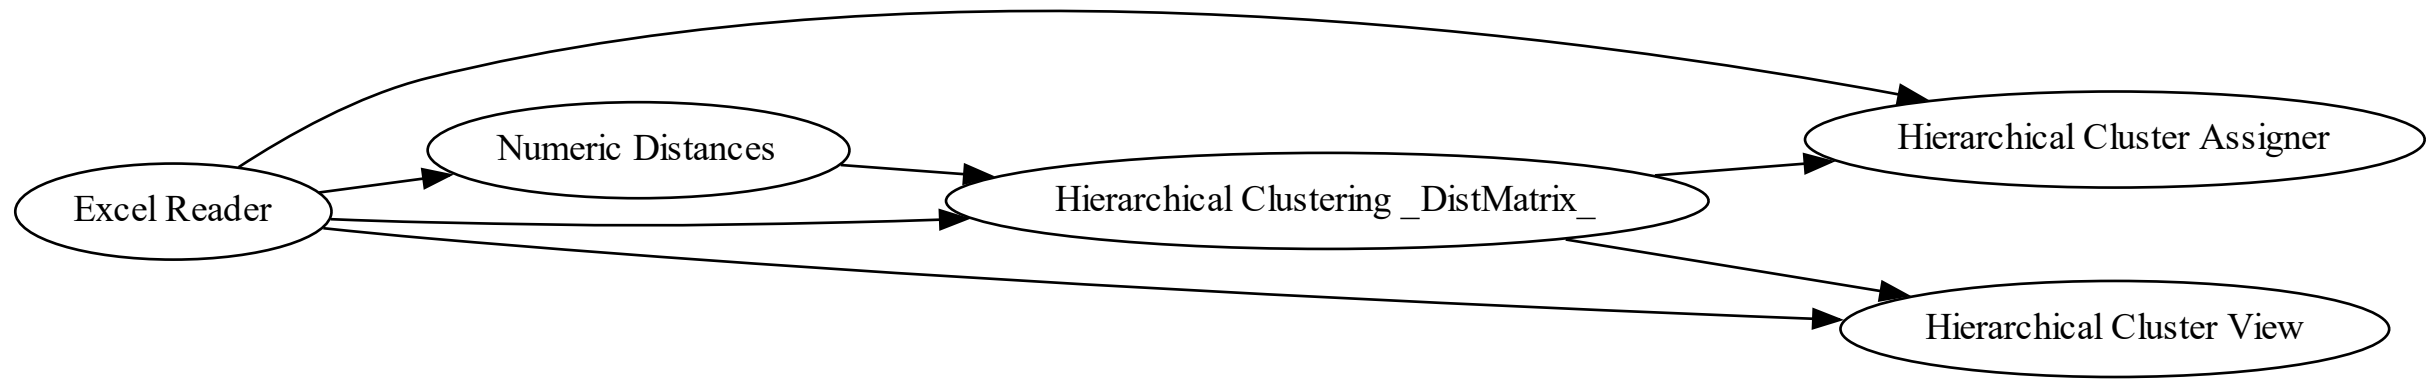 Excel Reader
Numeric Distances
Hierarchical Clustering _DistMatrix_
Hierarchical Cluster Assigner
Hierarchical Cluster View